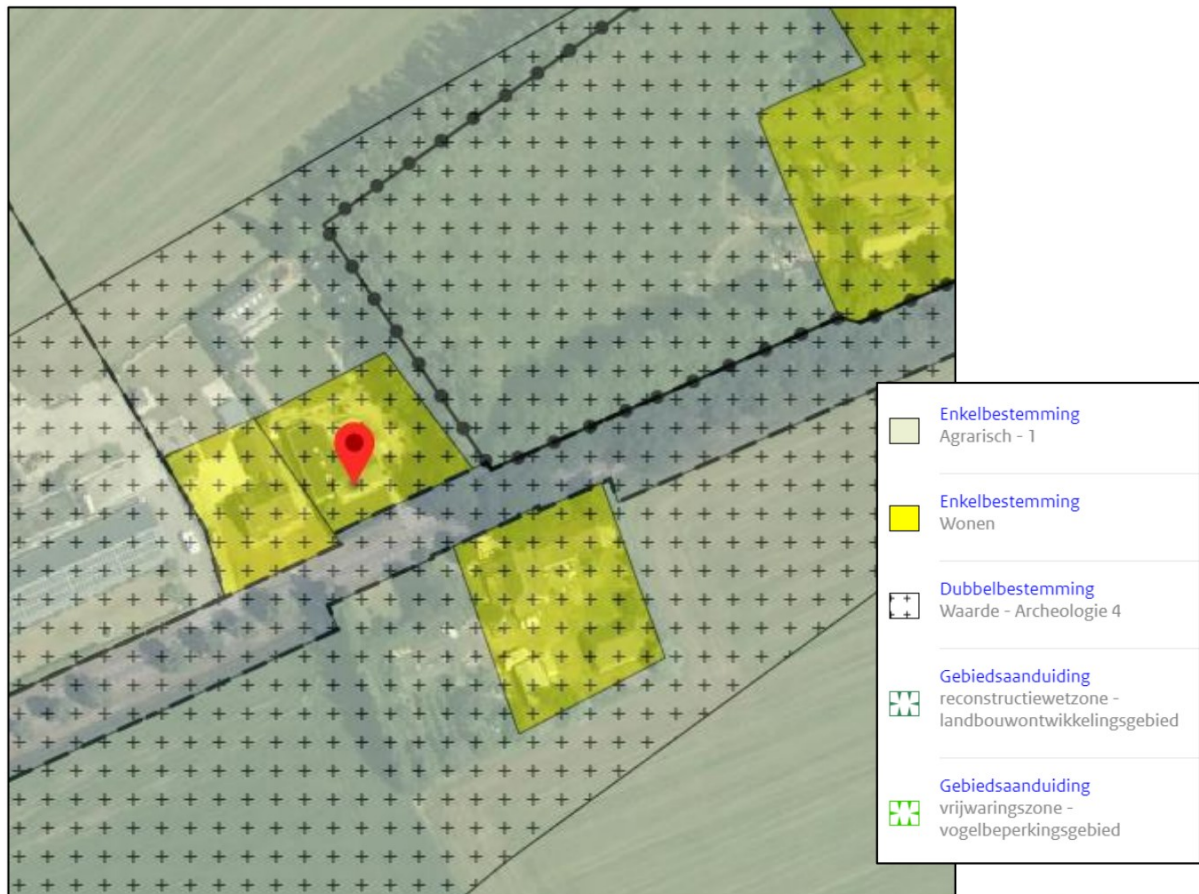 Enkelbestemming
Agrarisch - 1
Enkelbestemming
Wonen
Dubbelbestemming
Waarde - Archeologie 4
Gebiedsaanduiding
reconstructiewetzone -
landbouwontwikkelingsgebied
Gebiedsaanduiding
vrijwaringszone -
vogelbeperkingsgebied